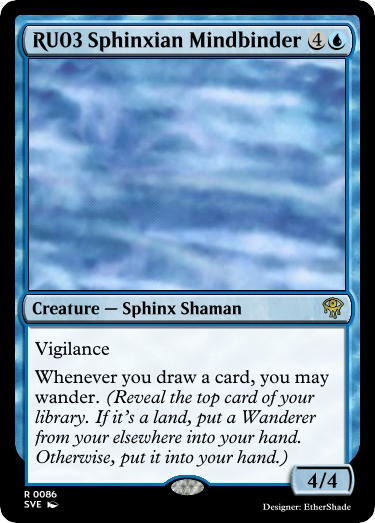 RU03 Sphinxian Mindbinder 4
Creature — Sphinx Shaman
Vigilance
Whenever you draw a card, you may
wander. (Reveal the top card of your
library. If it's a land, put a Wanderer
from your elsewhere into your hand.
Otherwise, put it into your hand.)
4/4
R 0086
SVE
Designer: EtherShade